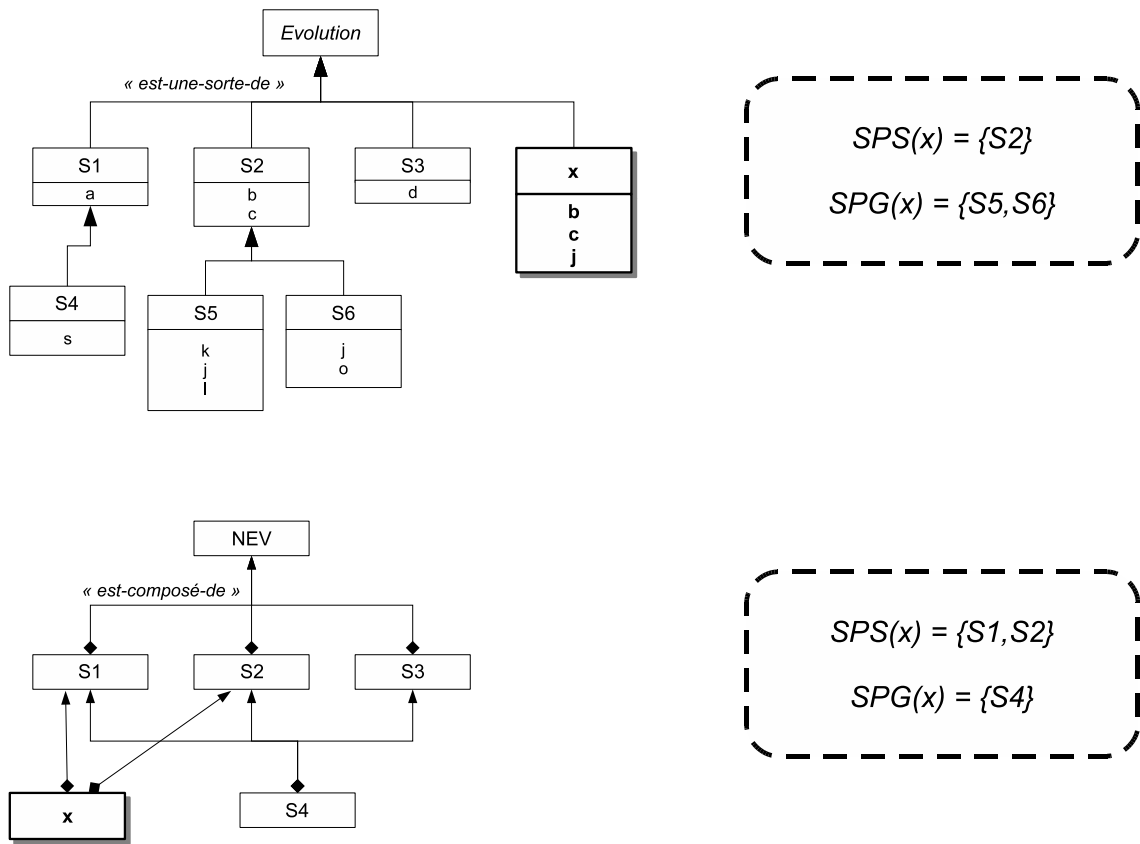 Evolution
« est-une-sorte-de »
S1
a
S2
b
c
S3
d
x
b
c
j
S4
s
S5
k
j
l
S6
j
o
SPS(x) = {S2}
SPG(x) = {S5,S6}
NEV
« est-composé-de »
S1
S2
S3
x
S4
SPS(x) = {S1,S2}
SPG(x) = {S4}